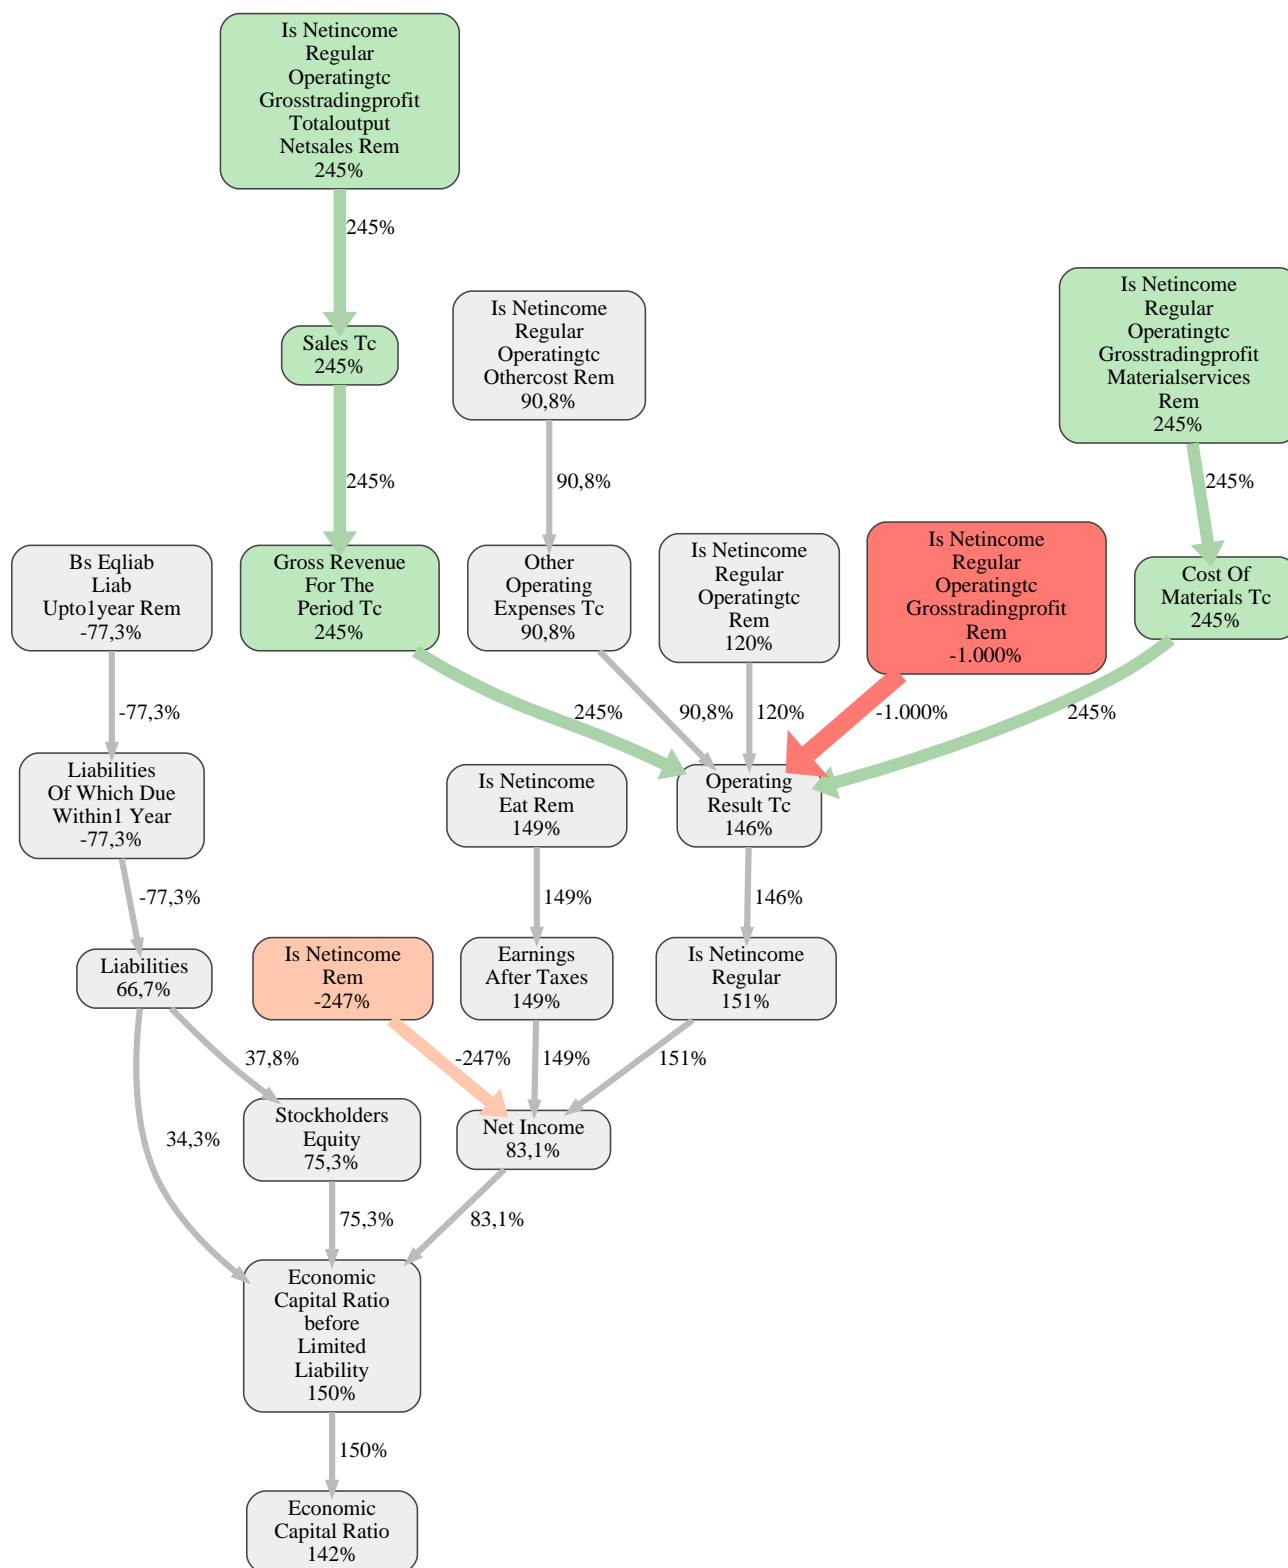 Is Netincome
Regular
Operatingtc
Grosstradingprofit
Totaloutput
Netsales Rem
245%
245%
Sales Tc
245%
Is Netincome
Regular
Operatingtc
Othercost Rem
90,8%
Is Netincome
Regular
Operatingtc
Grosstradingprofit
Materialservices
Rem
245%
245%
90,8%
245%
Bs Eqliab
Liab
Upto1year Rem
-77,3%
Gross Revenue
For The
Period Tc
245%
Other
Operating
Expenses Tc
90,8%
Is Netincome
Regular
Operatingtc
Rem
120%
Is Netincome
Regular
Operatingtc
Grosstradingprofit
Rem
-1.000%
Cost Of
Materials Tc
245%
-77,3%
245%
90,8%
120%
-1.000%
245%
Liabilities
Of Which Due
Within1 Year
-77,3%
Is Netincome
Eat Rem
149%
Operating
Result Tc
146%
-77,3%
149%
146%
Liabilities
66,7%
Is Netincome
Rem
-247%
Earnings
After Taxes
149%
Is Netincome
Regular
151%
37,8%
-247%
149%
151%
34,3%
Stockholders
Equity
75,3%
Net Income
83,1%
75,3%
83,1%
Economic
Capital Ratio
before
Limited
Liability
150%
150%
Economic
Capital Ratio
142%